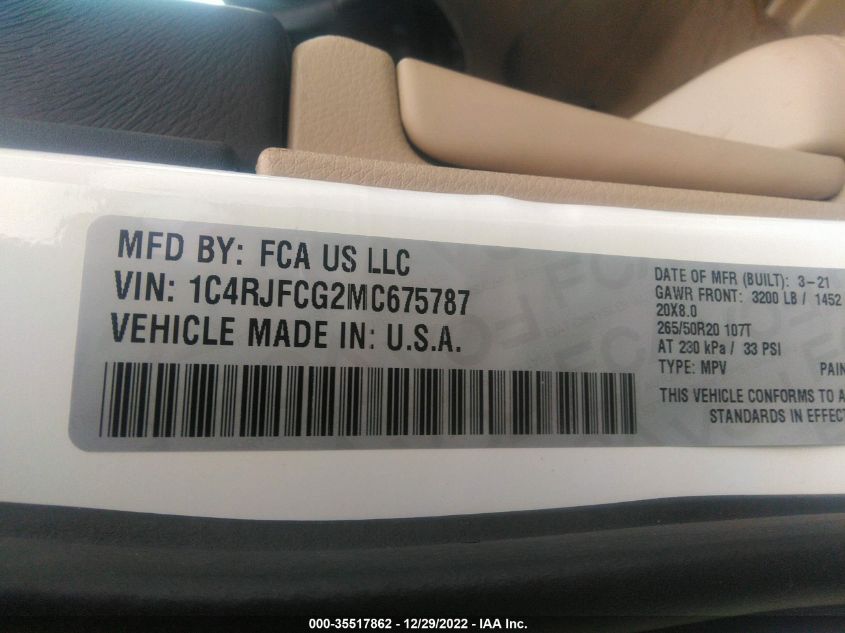 MFD BY: FCA US LLC
VIN: 1C4RJFCG2MC675787
VEHICLE MADE IN: U.S.A.
DATE OF MFR (BUILT): 3-21
GAWR FRONT: 3200 LB / 1452
20X8.0
265/50R20 107T
AT 230 kPa / 33 PSI
TYPE: MPV PAIN
THIS VEHICLE CONFORMS TO A
STANDARDS IN EFFECT
000-35517862 - 12/29/2022 - IAA Inc.